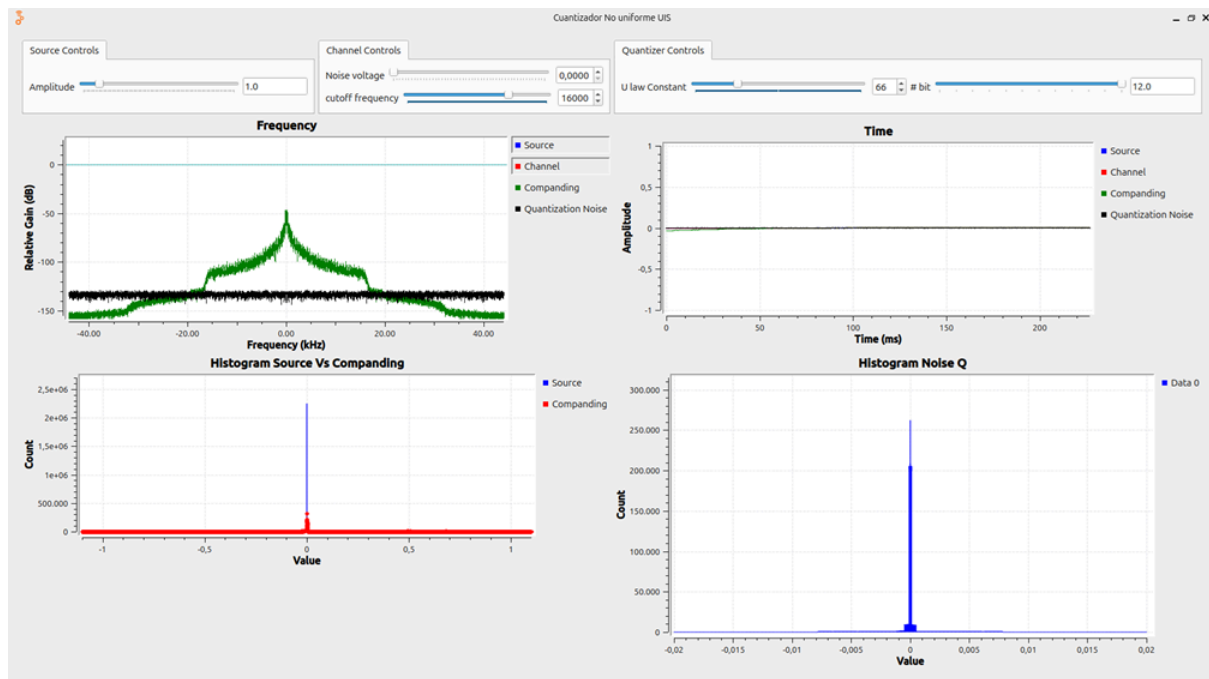 Cuantizador No uniforme UIS
Source Controls
Amplitude 1.0
Channel Controls
Noise voltage 0,0000
cutoff frequency 16000
Quantizer Controls
U law Constant 66 # bit 12.0
Frequency
Relative Gain (dB)
0
-50
-100
-150
-40.00 -20.00 0.00 20.00 40.00
Frequency (kHz)
Source
Channel
Companding
Quantization Noise
Time
Amplitude
1
0,5
0
-0,5
-1
0 50 100 150 200
Time (ms)
Source
Channel
Companding
Quantization Noise
Histogram Source Vs Companding
Count
2,5e+06
2e+06
1,5e+06
1e+06
500.000
0
-1 -0,5 0 0,5 1
Value
Source
Companding
Histogram Noise Q
Count
300.000
250.000
200.000
150.000
100.000
50.000
0
-0,02 -0,015 -0,01 -0,005 0 0,005 0,01 0,015 0,02
Value
Data 0